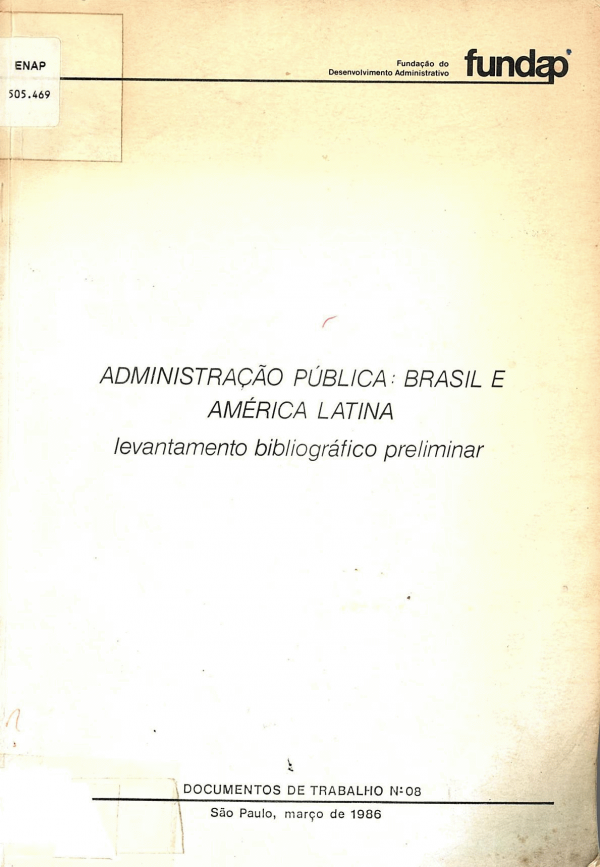 ENAP
505.469
Fundação do
Desenvolvimento Administrativo
fundap
ADMINISTRAÇÃO PÚBLICA: BRASIL E
AMÉRICA LATINA
levantamento bibliográfico preliminar
DOCUMENTOS DE TRABALHO Nº 08
São Paulo, março de 1986